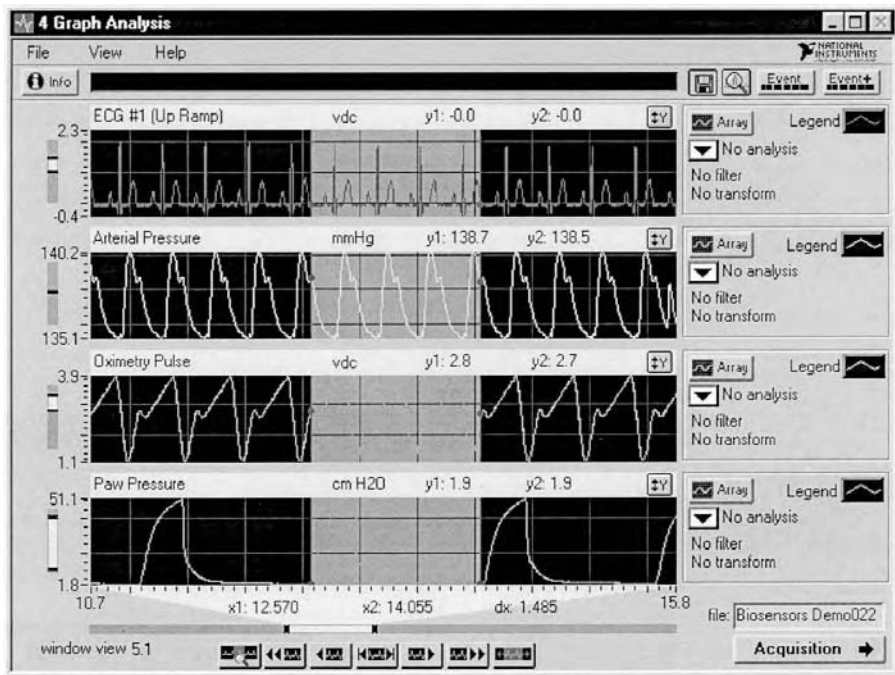 4 Graph Analysis
File View Help
NATIONAL INSTRUMENTS
Info
Event Event+
ECG #1 (Up Ramp) vdc y1: -0.0 y2: -0.0 Y
2.3
-0.4
Array Legend
No analysis
No filter
No transform
Arterial Pressure mmHg y1: 138.7 y2: 138.5 Y
140.2
135.1
Array Legend
No analysis
No filter
No transform
Oximetry Pulse vdc y1: 2.8 y2: 2.7 Y
3.9
1.1
Array Legend
No analysis
No filter
No transform
Paw Pressure cm H20 y1: 1.9 y2: 1.9 Y
51.1
1.8
Array Legend
No analysis
No filter
No transform
10.7 x1: 12.570 x2: 14.055 dx: 1.485 15.8
file: Biosensors Demo022
window view 5.1
Acquisition